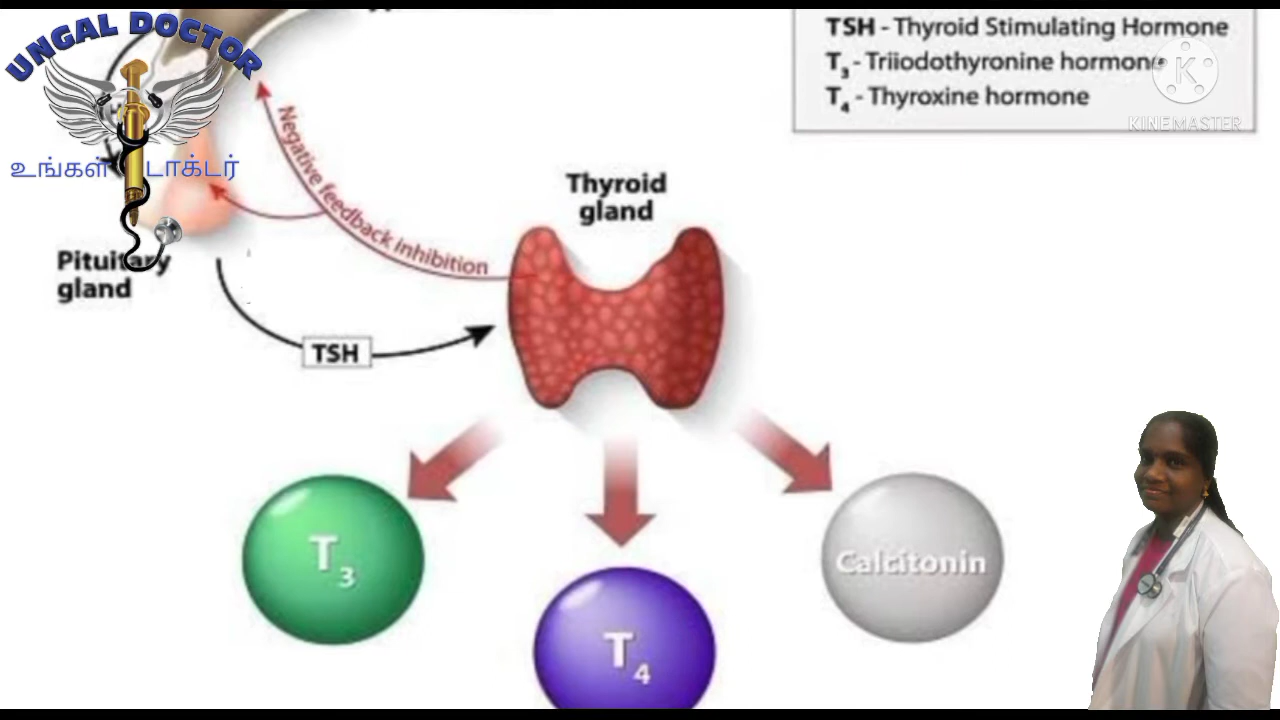 UNGAL DOCTOR
உங்கள் டாக்டர்
TSH - Thyroid Stimulating Hormone
T₃ - Triiodothyronine hormone
T₄ - Thyroxine hormone
K
KINEMASTER
Negative feedback inhibition
Thyroid
gland
Pituitary
gland
TSH
T₃
Calcitonin
T₄